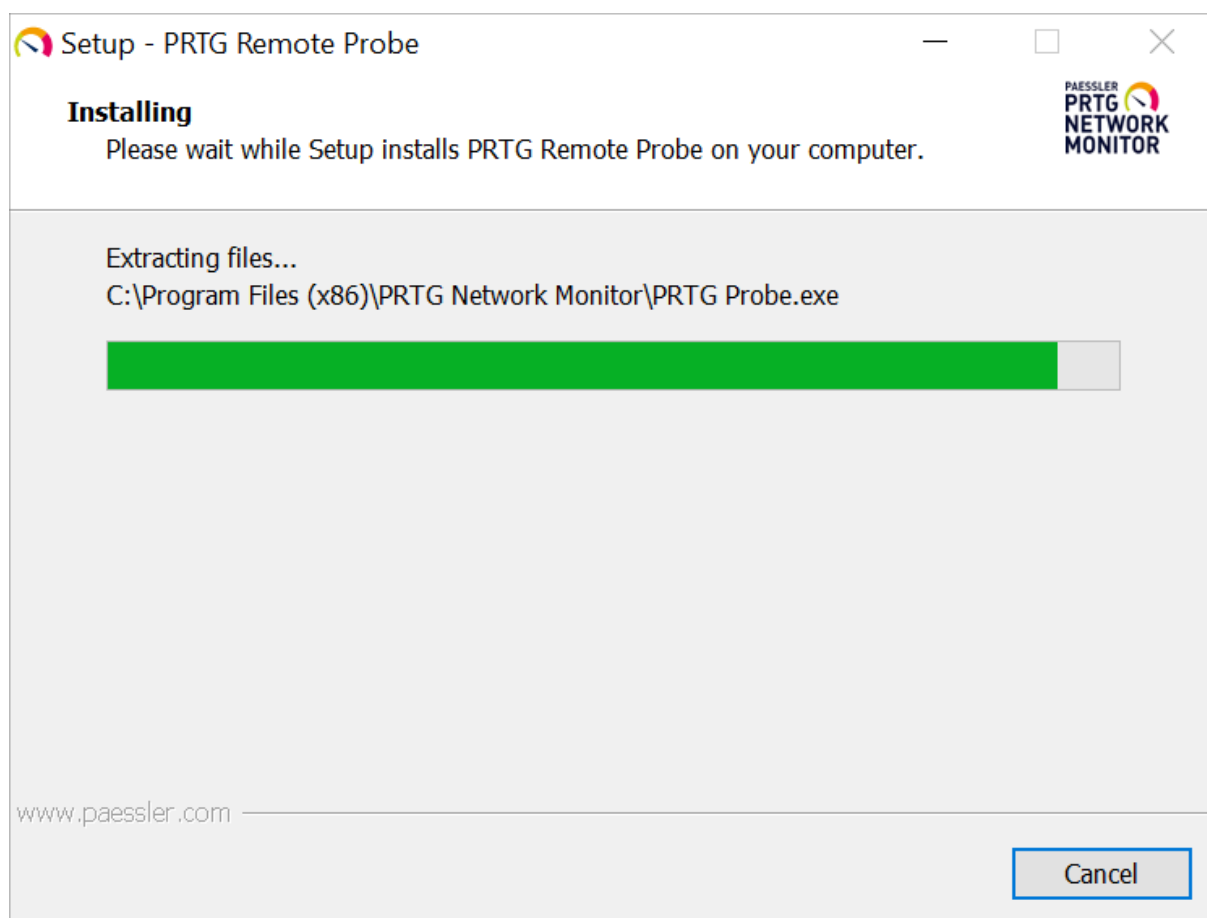 Setup - PRTG Remote Probe
Installing
Please wait while Setup installs PRTG Remote Probe on your computer.
PAESSLER
PRTG
NETWORK
MONITOR
Extracting files...
C:\Program Files (x86)\PRTG Network Monitor\PRTG Probe.exe
www.paessler.com
Cancel